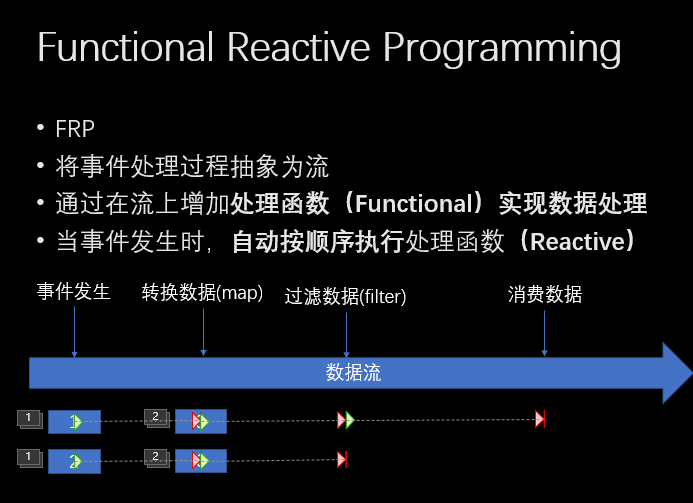 Functional Reactive Programming
• FRP
• 将事件处理过程抽象为流
• 通过在流上增加处理函数（Functional）实现数据处理
• 当事件发生时，自动按顺序执行处理函数（Reactive）
事件发生 转换数据(map) 过滤数据(filter) 消费数据
数据流
1 1 2
1 2 2